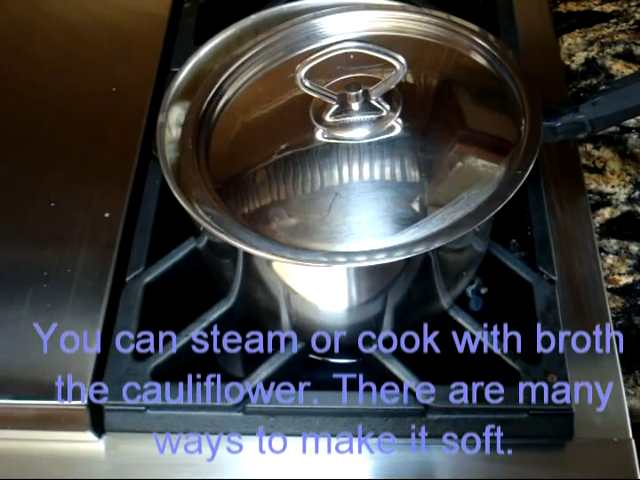 You can steam or cook with broth
the cauliflower. There are many
ways to make it soft.